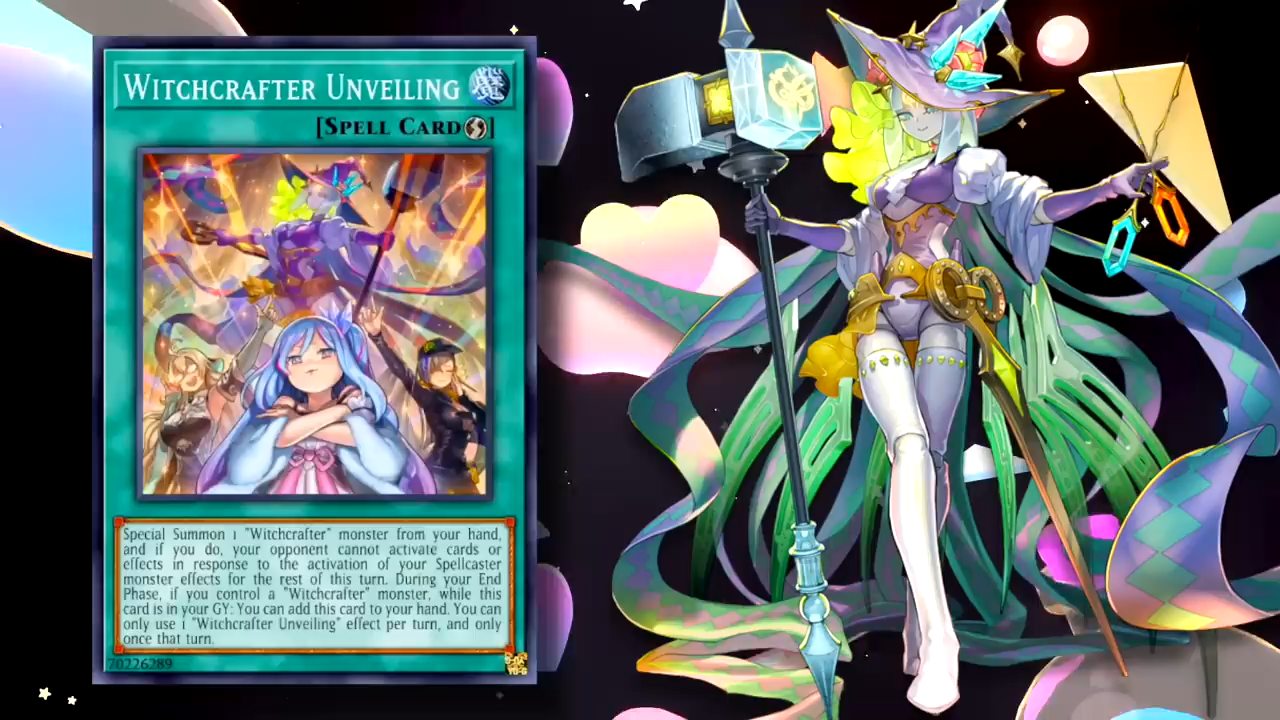 WITCHCRAFTER UNVEILING
[SPELL CARD]
Special Summon 1 "Witchcrafter" monster from your hand,
and if you do, your opponent cannot activate cards or
effects in response to the activation of your Spellcaster
monster effects for the rest of this turn. During your End
Phase, if you control a "Witchcrafter" monster, while this
card is in your GY: You can add this card to your hand. You can
only use 1 "Witchcrafter Unveiling" effect per turn, and only
once that turn.
70226289